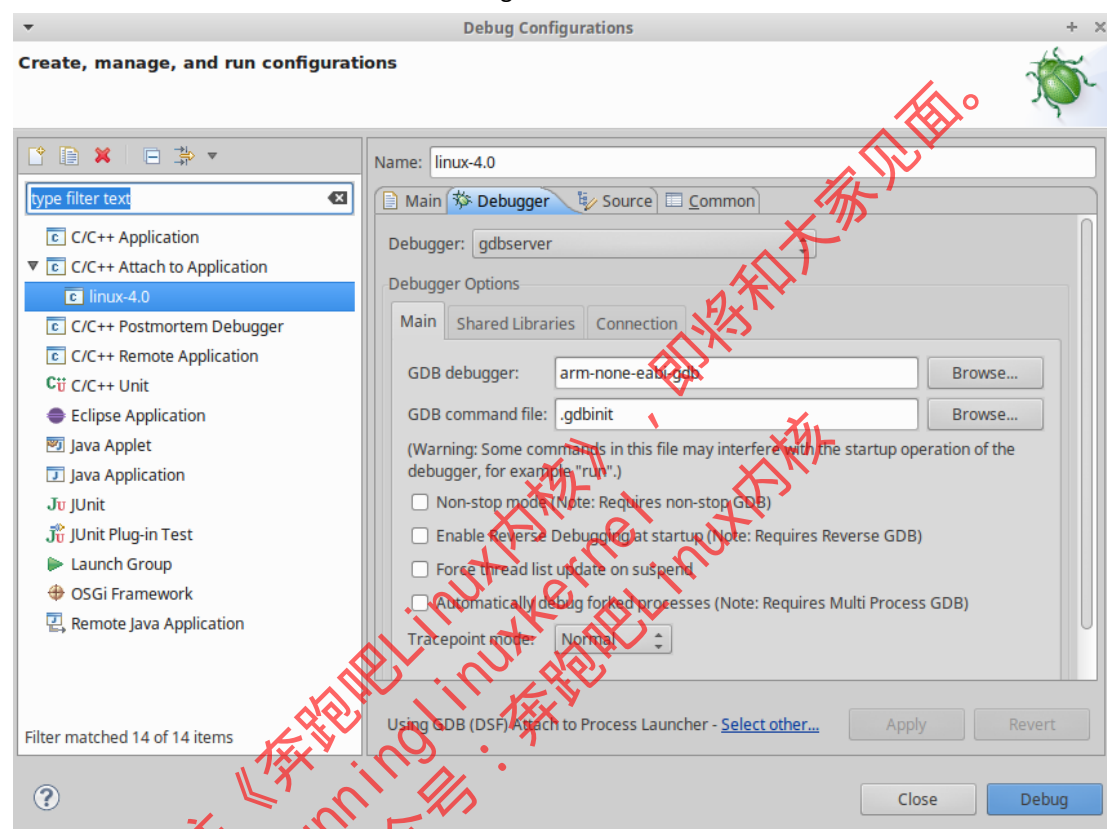 Debug Configurations
Create, manage, and run configurations
Name: linux-4.0
type filter text
Main Debugger Source Common
C/C++ Application
C/C++ Attach to Application
linux-4.0
C/C++ Postmortem Debugger
C/C++ Remote Application
C/C++ Unit
Eclipse Application
Java Applet
Java Application
JUnit
JUnit Plug-in Test
Launch Group
OSGi Framework
Remote Java Application
Filter matched 14 of 14 items
Debugger: gdbserver
Debugger Options
Main Shared Libraries Connection
GDB debugger: arm-none-eabi-gdb Browse...
GDB command file: .gdbinit Browse...
(Warning: Some commands in this file may interfere with the startup operation of the
debugger, for example "run".)
Non-stop mode (Note: Requires non-stop GDB)
Enable Reverse Debugging at startup (Note: Requires Reverse GDB)
Force thread list update on suspend
Automatically debug forked processes (Note: Requires Multi Process GDB)
Tracepoint mode: Normal
Using GDB (DSF) Attach to Process Launcher - Select other... Apply Revert
Close Debug
《奔跑吧Linux内核》，即将和大家见面。
unninglinuxkernel
号：奔跑吧Linux内核